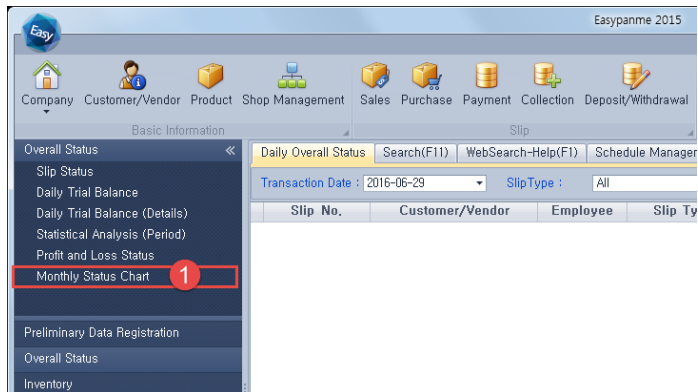 Easypanme 2015
Easy
Company Customer/Vendor Product Shop Management Sales Purchase Payment Collection Deposit/Withdrawal
Basic Information Slip
Overall Status
Slip Status
Daily Trial Balance
Daily Trial Balance (Details)
Statistical Analysis (Period)
Profit and Loss Status
Monthly Status Chart 1
Preliminary Data Registration
Overall Status
Inventory
Daily Overall Status Search(F11) WebSearch-Help(F1) Schedule Manager
Transaction Date : 2016-06-29 SlipType : All
Slip No. Customer/Vendor Employee Slip Ty